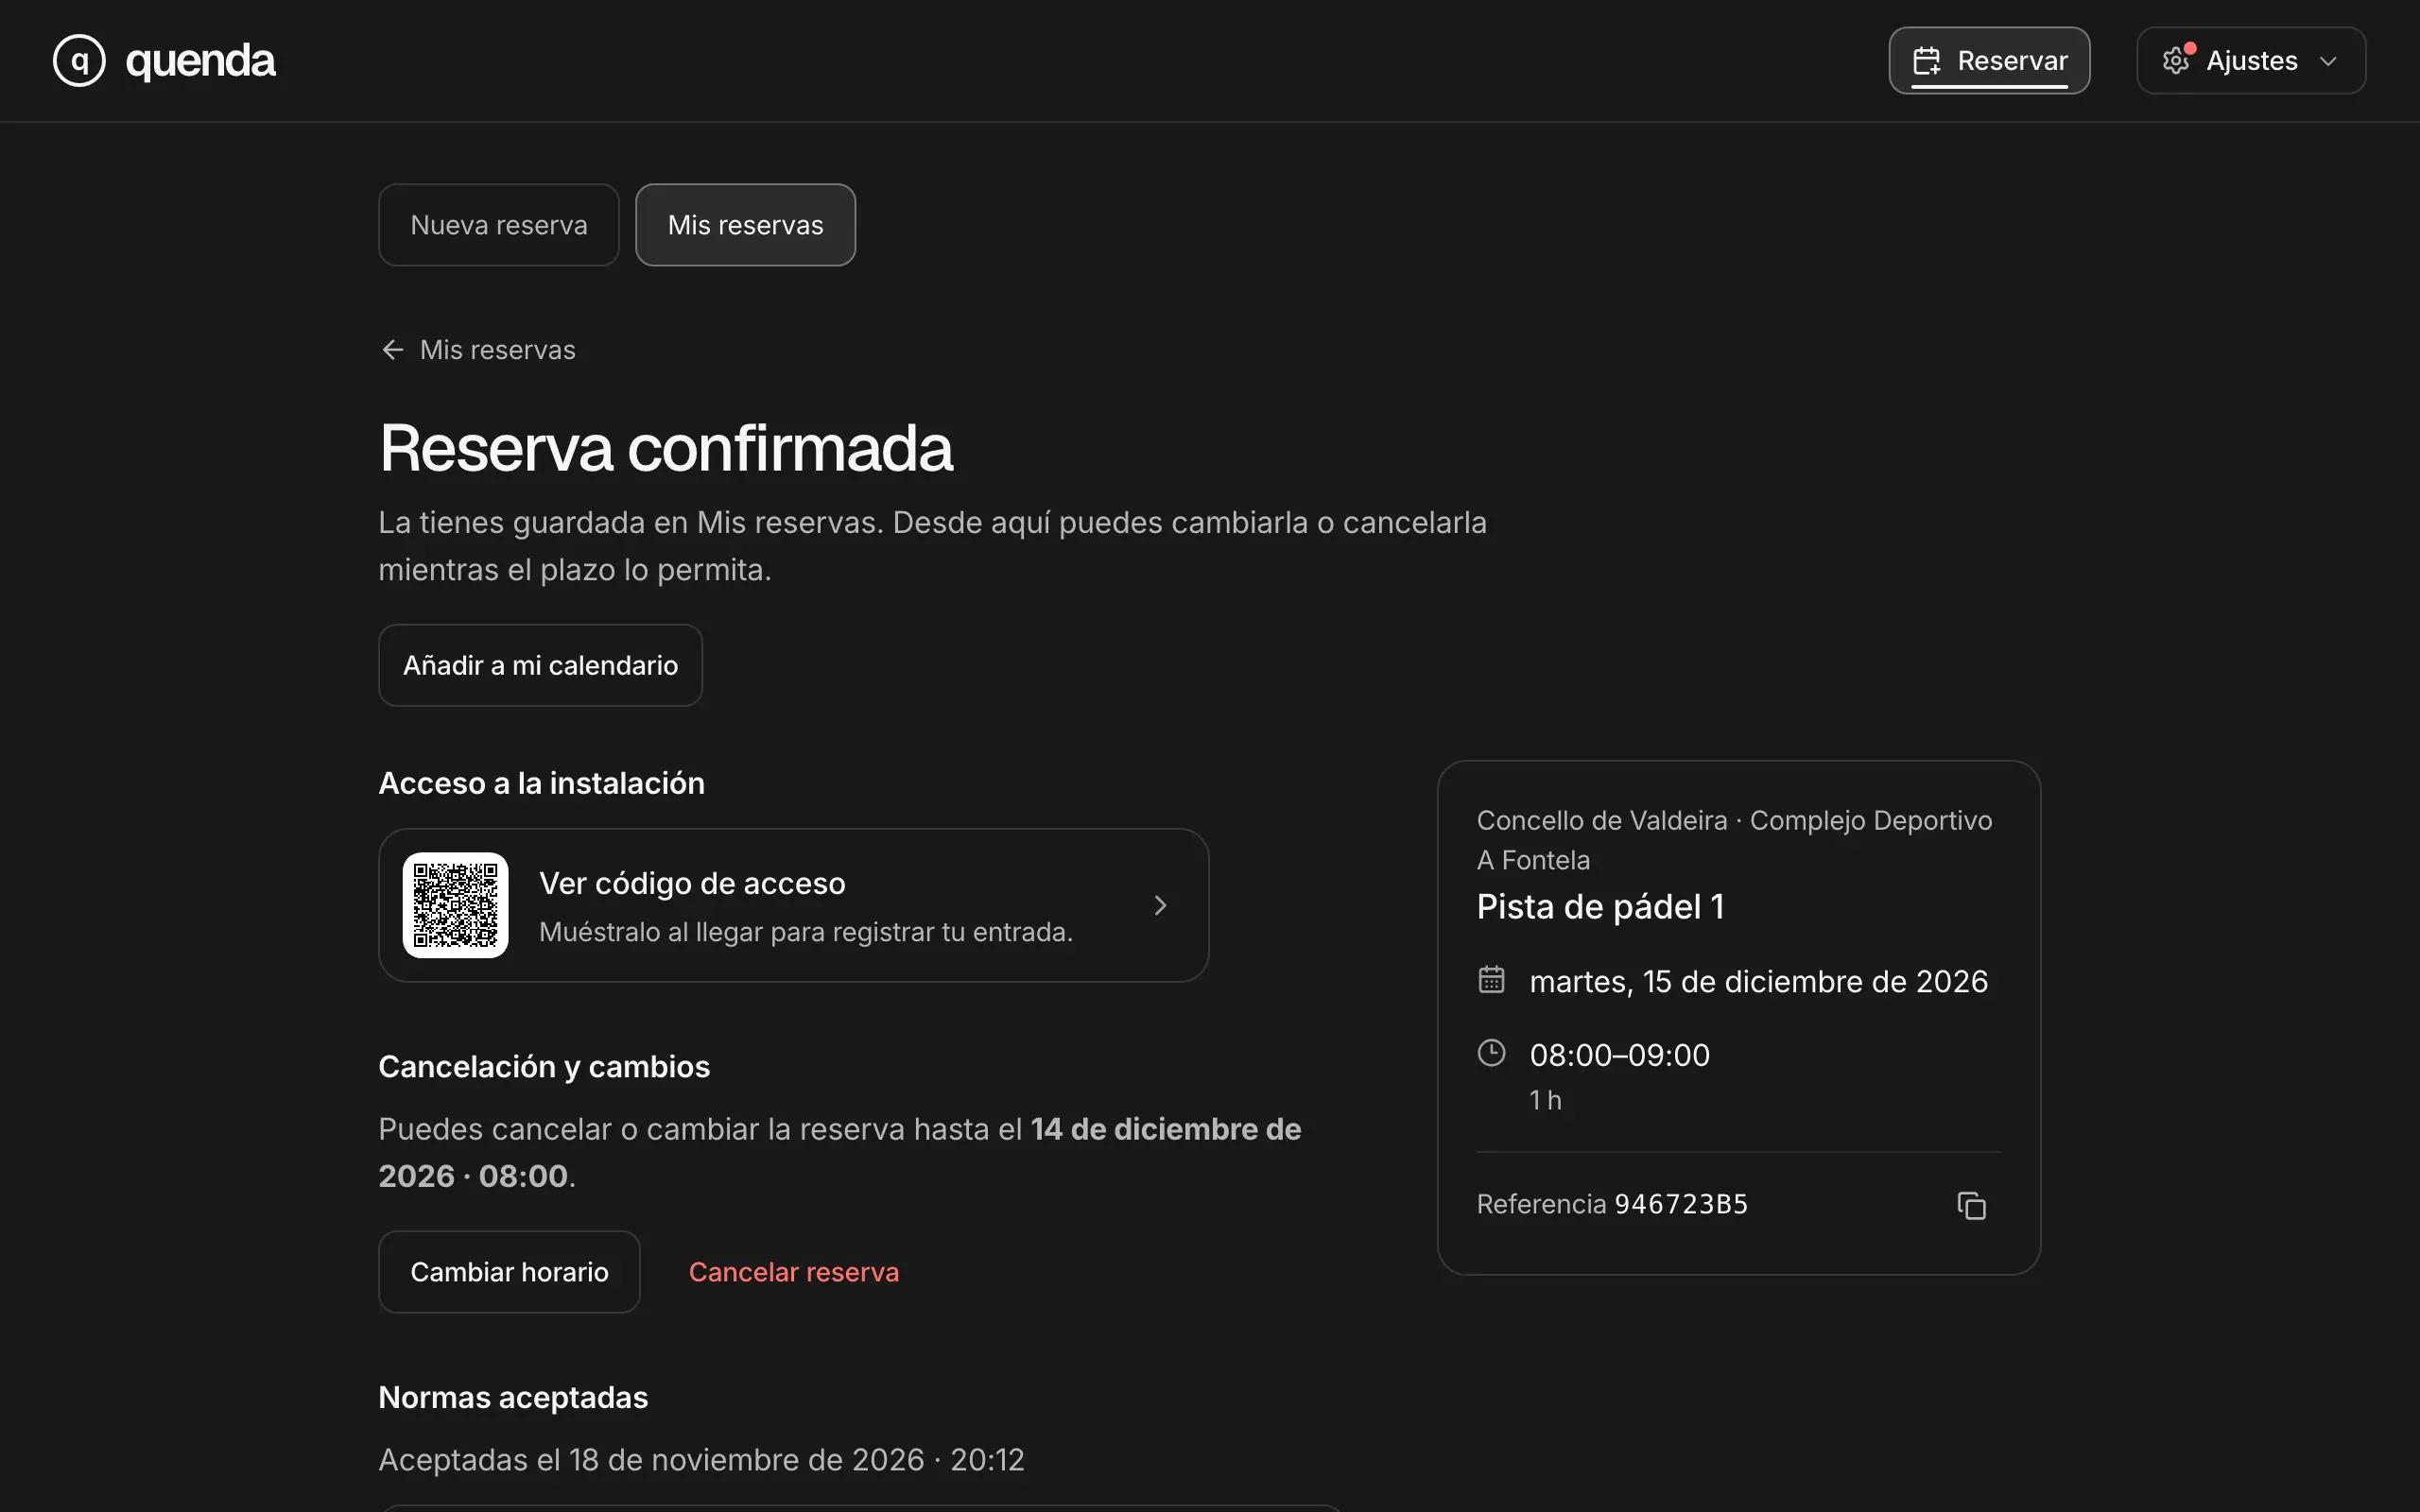 q quenda
Reservar
Ajustes
Nueva reserva
Mis reservas
Mis reservas
Reserva confirmada
La tienes guardada en Mis reservas. Desde aquí puedes cambiarla o cancelarla
mientras el plazo lo permita.
Añadir a mi calendario
Acceso a la instalación
Ver código de acceso
Muéstralo al llegar para registrar tu entrada.
Cancelación y cambios
Puedes cancelar o cambiar la reserva hasta el 14 de diciembre de
2026 · 08:00.
Cambiar horario
Cancelar reserva
Normas aceptadas
Aceptadas el 18 de noviembre de 2026 · 20:12
Concello de Valdeira · Complejo Deportivo
A Fontela
Pista de pádel 1
martes, 15 de diciembre de 2026
08:00–09:00
1 h
Referencia 946723B5